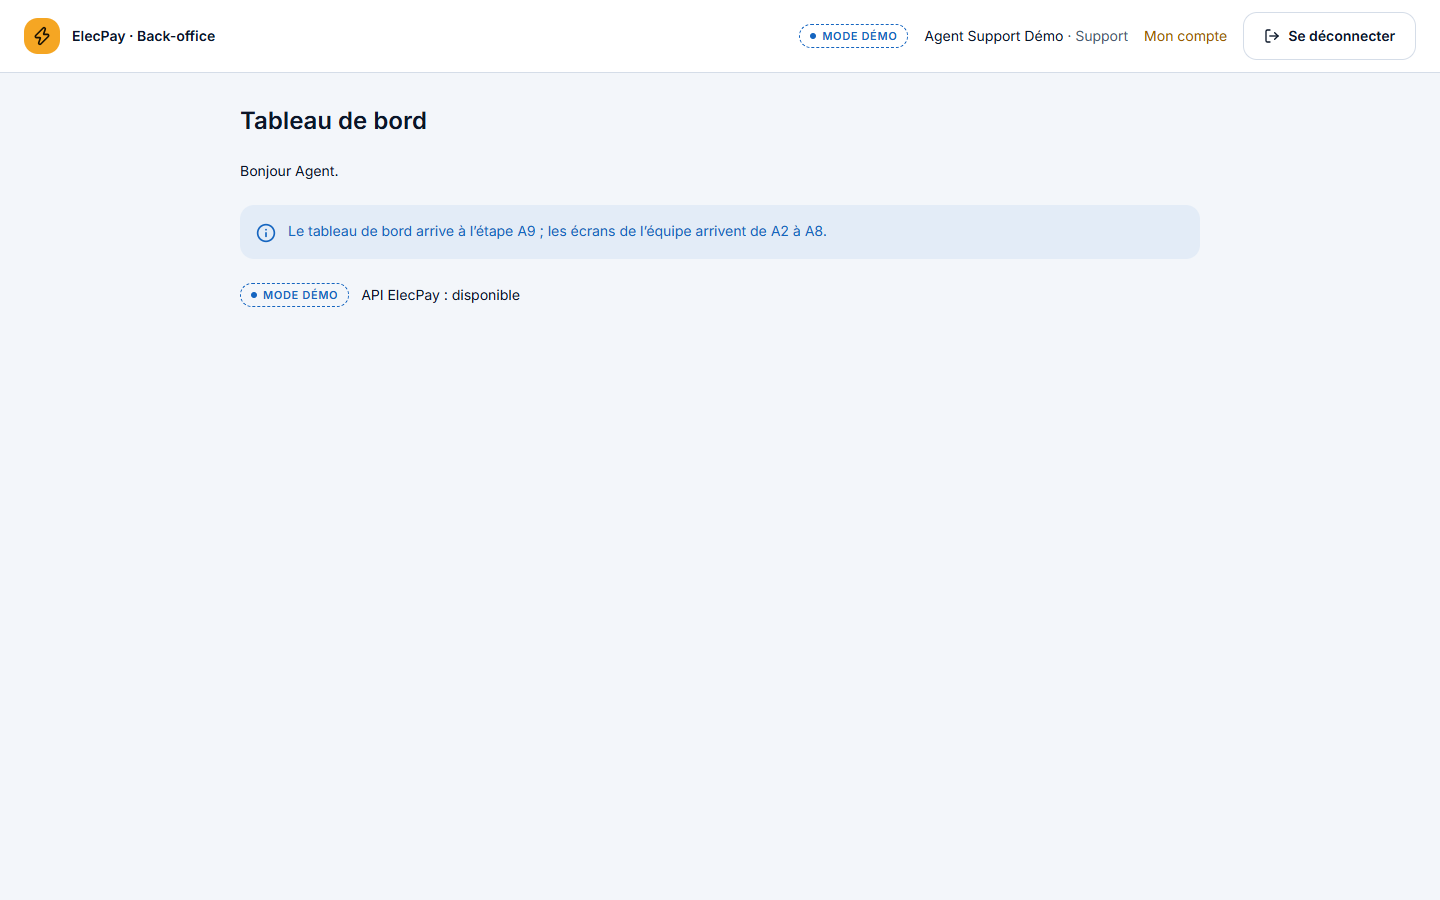 ElecPay · Back-office
MODE DÉMO
Agent Support Démo · Support
Mon compte
Se déconnecter
Tableau de bord
Bonjour Agent.
Le tableau de bord arrive à l’étape A9 ; les écrans de l’équipe arrivent de A2 à A8.
MODE DÉMO
API ElecPay : disponible